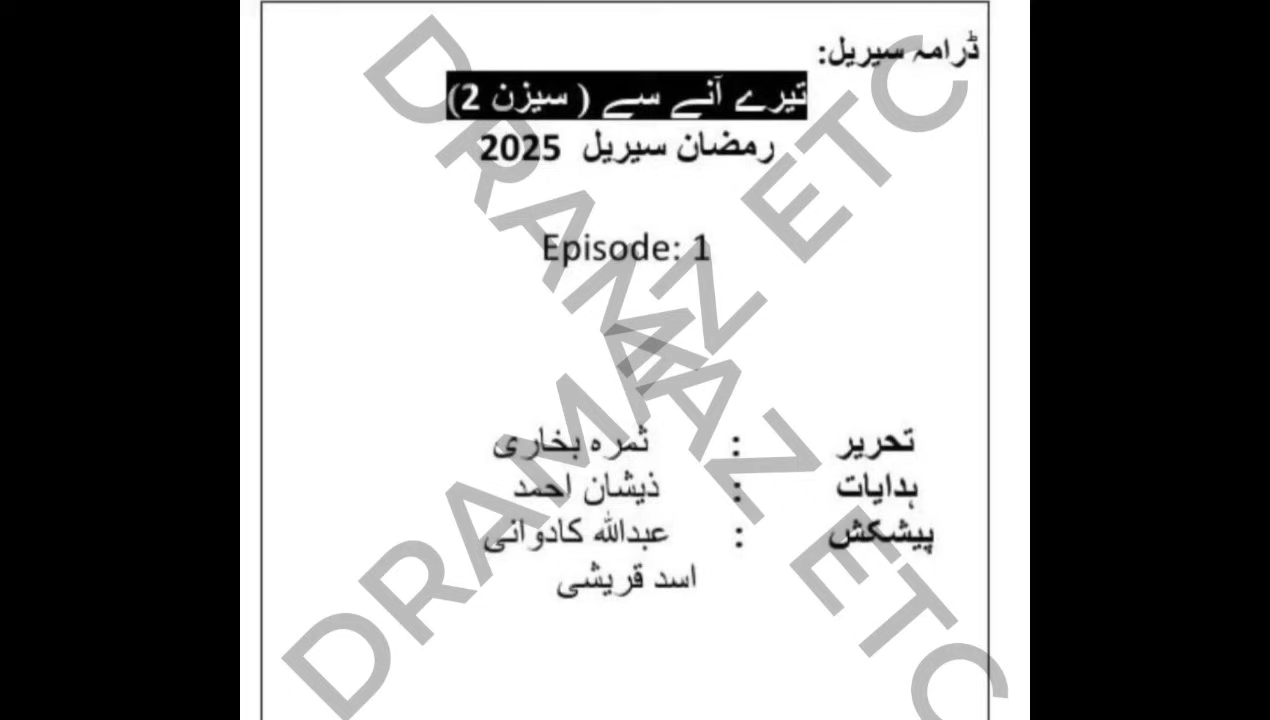 ڈرامہ سیریل:
تیرے آنے سے ( سیزن 2)
رمضان سیریل 2025
Episode: 1
تحریر : ثمرہ بخاری
ہدایات : ذیشان احمد
پیشکش : عبداللہ کادوانی
اسد قریشی
DRAMAZ ETC
DRAMAZ ETC